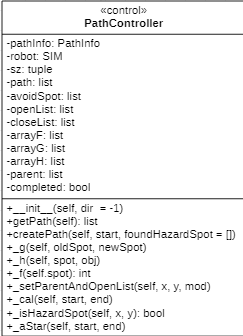 «control»
PathController
-pathInfo: PathInfo
-robot: SIM
-sz: tuple
-path: list
-avoidSpot: list
-openList: list
-closeList: list
-arrayF: list
-arrayG: list
-arrayH: list
-parent: list
-completed: bool
+__init__(self, dir = -1)
+getPath(self): list
+createPath(self, start, foundHazardSpot = [])
+_g(self, oldSpot, newSpot)
+_h(self, spot, obj)
+_f(self.spot): int
+_setParentAndOpenList(self, x, y, mod)
+_cal(self, start, end)
+_isHazardSpot(self, x, y): bool
+_aStar(self, start, end)